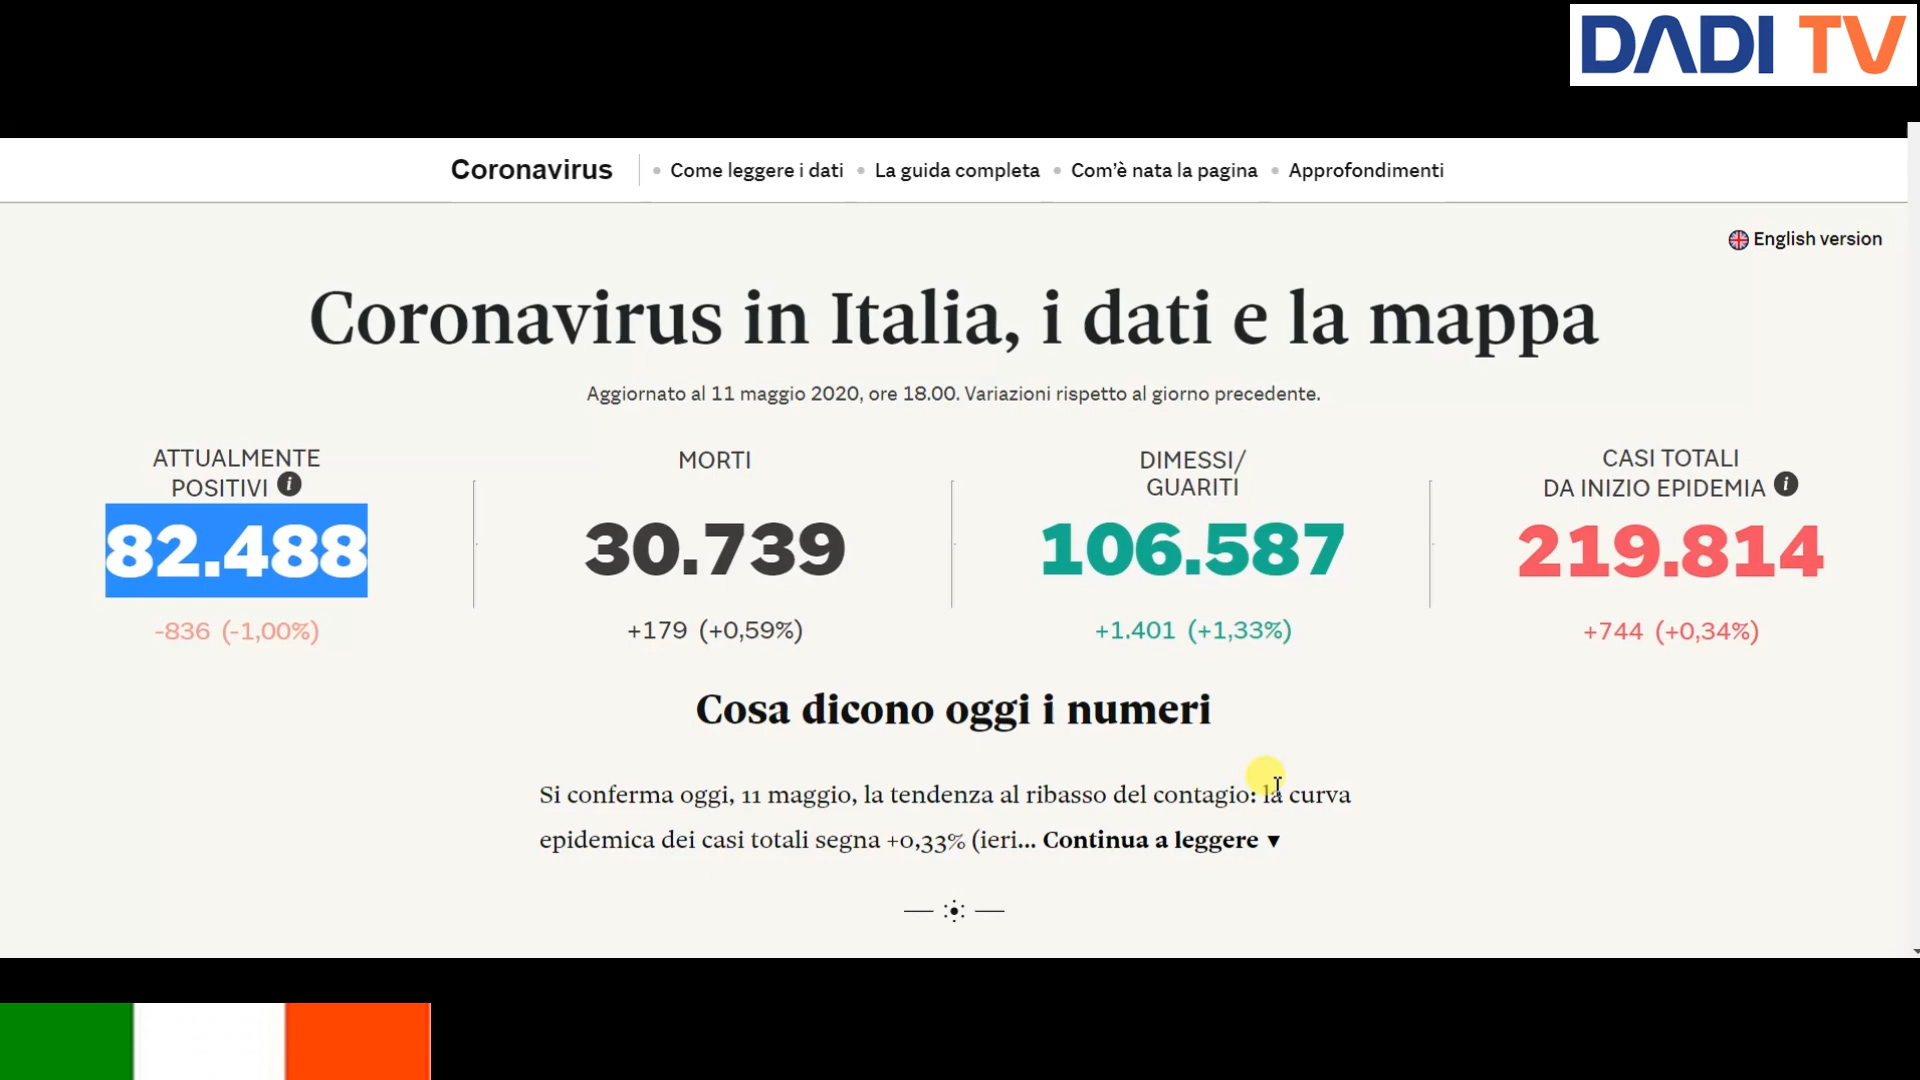 DADI TV
Coronavirus
Come leggere i dati
La guida completa
Com'è nata la pagina
Approfondimenti
English version
Coronavirus in Italia, i dati e la mappa
Aggiornato al 11 maggio 2020, ore 18.00. Variazioni rispetto al giorno precedente.
ATTUALMENTE
POSITIVI
82.488
-836 (-1,00%)
MORTI
30.739
+179 (+0,59%)
DIMESSI/
GUARITI
106.587
+1.401 (+1,33%)
CASI TOTALI
DA INIZIO EPIDEMIA
219.814
+744 (+0,34%)
Cosa dicono oggi i numeri
Si conferma oggi, 11 maggio, la tendenza al ribasso del contagio: la curva
epidemica dei casi totali segna +0,33% (ieri... Continua a leggere ▼